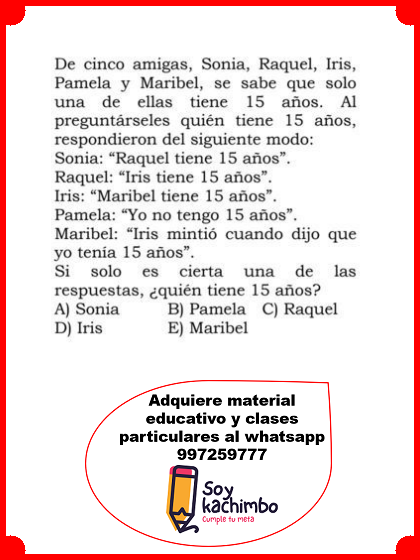 De cinco amigas, Sonia, Raquel, Iris,
Pamela y Maribel, se sabe que solo
una de ellas tiene 15 años. Al
preguntárseles quién tiene 15 años,
respondieron del siguiente modo:
Sonia: “Raquel tiene 15 años”.
Raquel: “Iris tiene 15 años”.
Iris: “Maribel tiene 15 años”.
Pamela: “Yo no tengo 15 años”.
Maribel: “Iris mintió cuando dijo que
yo tenía 15 años”.
Si solo es cierta una de las
respuestas, ¿quién tiene 15 años?
A) Sonia B) Pamela C) Raquel
D) Iris E) Maribel
Adquiere material
educativo y clases
particulares al whatsapp
997259777
Soy
kachimbo
Cumple tu meta